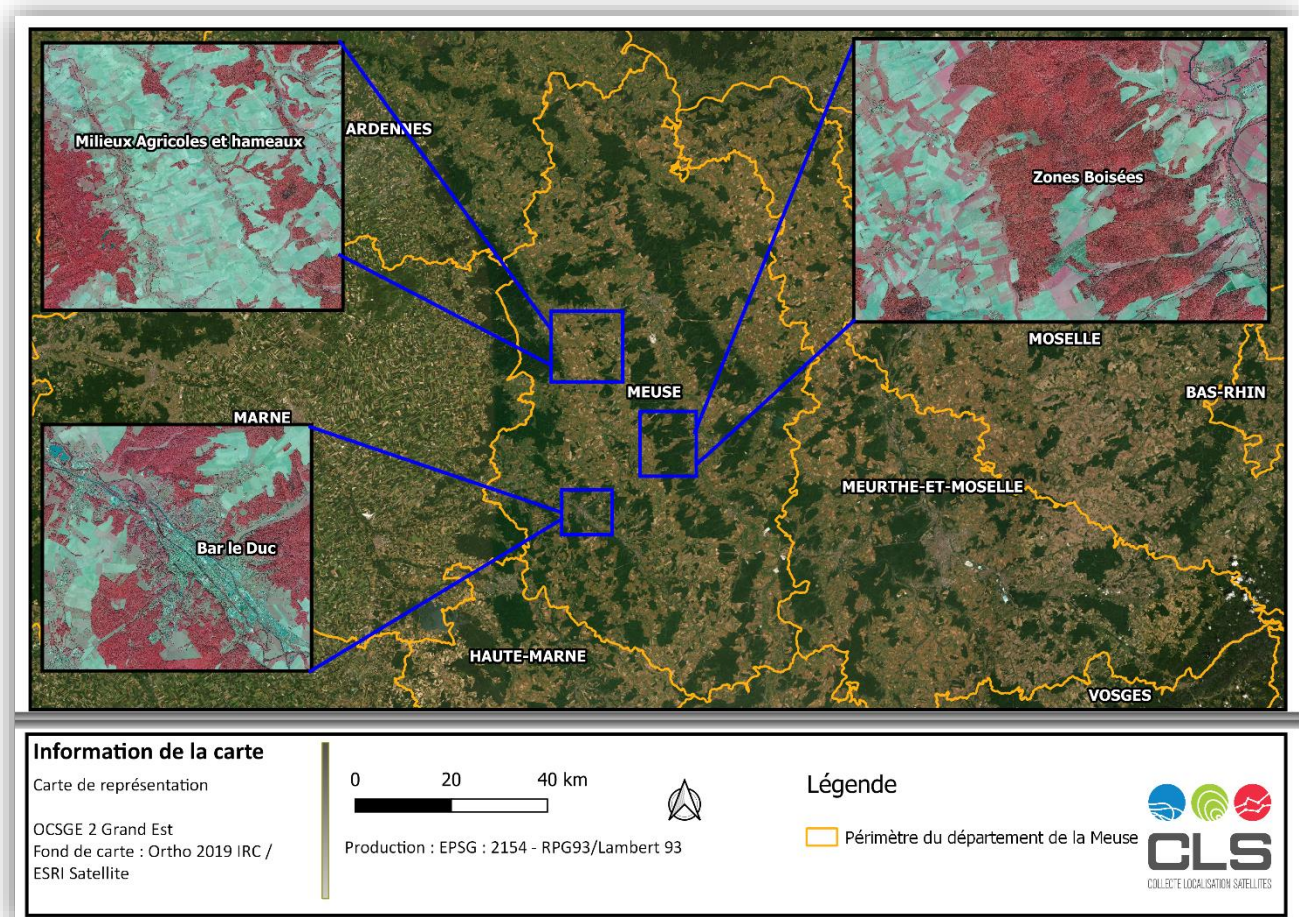 Milieux Agricoles et hameaux
ARDENNES
Zones Boisées
MOSELLE
BAS-RHIN
MEUSE
MARNE
MEURTHE-ET-MOSELLE
Bar le Duc
HAUTE-MARNE
VOSGES
Information de la carte
Carte de représentation
OCSGE 2 Grand Est
Fond de carte : Ortho 2019 IRC /
ESRI Satellite
0 20 40 km
Production : EPSG : 2154 - RPG93/Lambert 93
Légende
Périmètre du département de la Meuse
CLS
COLLECTE LOCALISATION SATELLITES